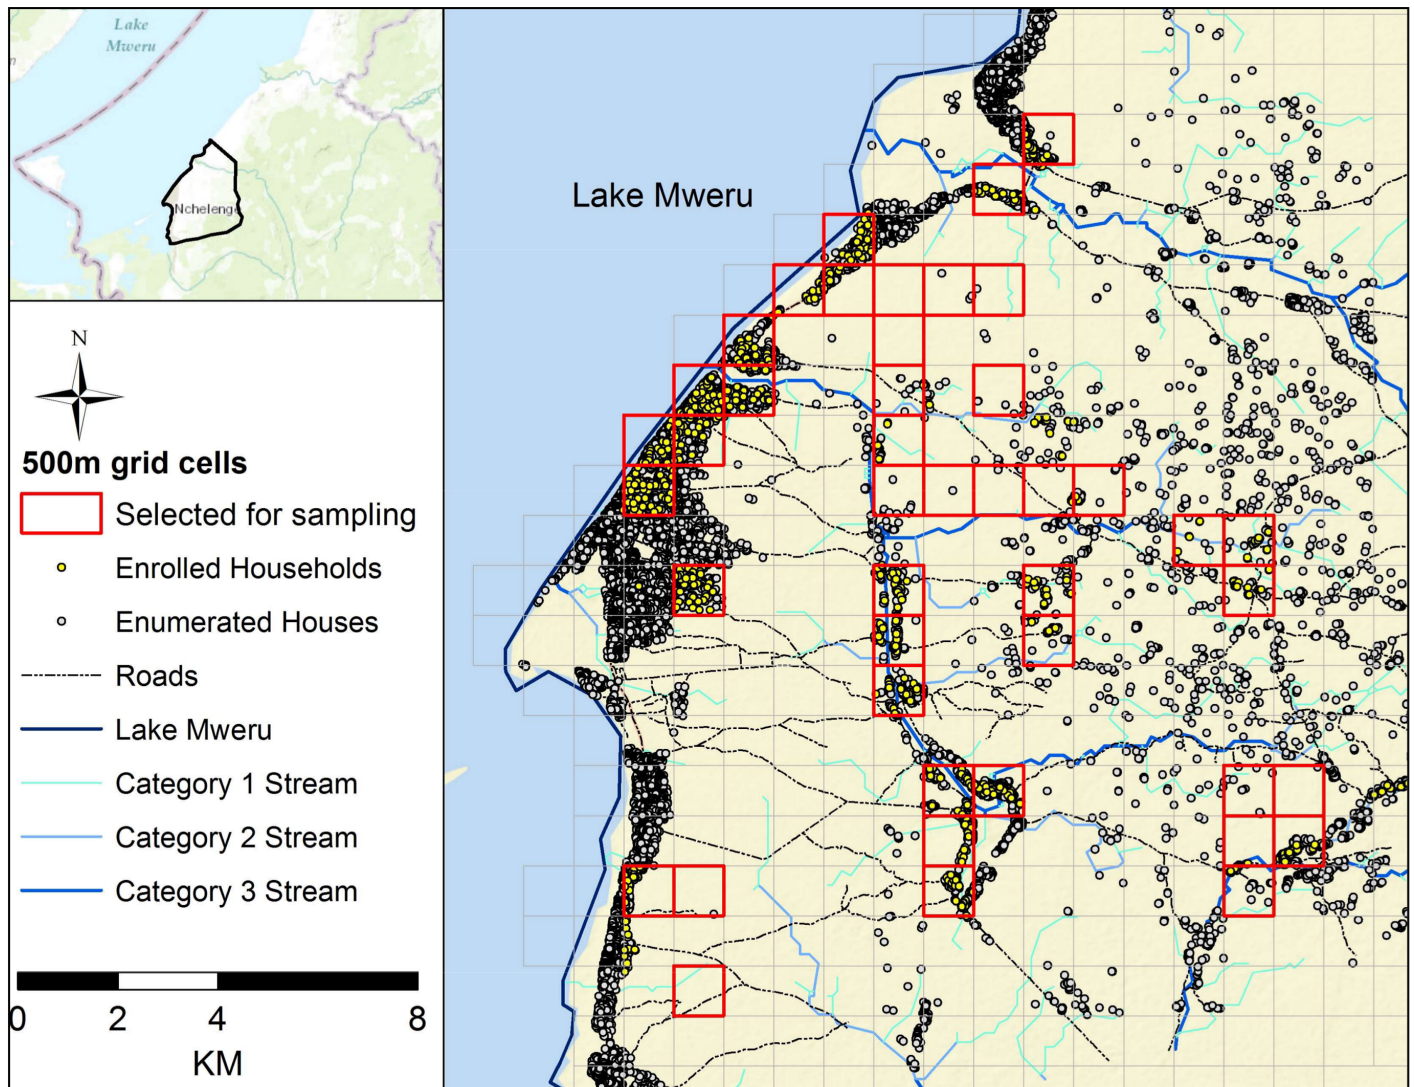 Lake
Mweru
n
Nchelenge
N
500m grid cells
Selected for sampling
Enrolled Households
Enumerated Houses
Roads
Lake Mweru
Category 1 Stream
Category 2 Stream
Category 3 Stream
0 2 4 8
KM
Lake Mweru